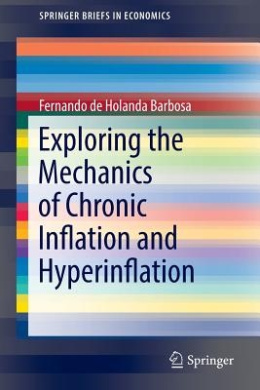 SPRINGER BRIEFS IN ECONOMICS
Fernando de Holanda Barbosa
Exploring the
Mechanics
of Chronic
Inflation and
Hyperinflation
Springer